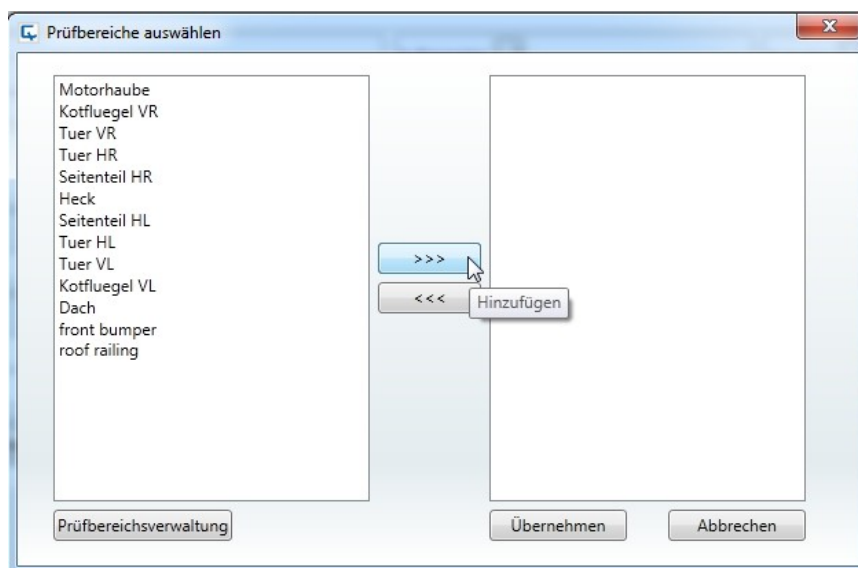 Prüfbereiche auswählen
Motorhaube
Kotfluegel VR
Tuer VR
Tuer HR
Seitenteil HR
Heck
Seitenteil HL
Tuer HL
Tuer VL
Kotfluegel VL
Dach
front bumper
roof railing
>>>
<<<
Hinzufügen
Prüfbereichsverwaltung
Übernehmen
Abbrechen